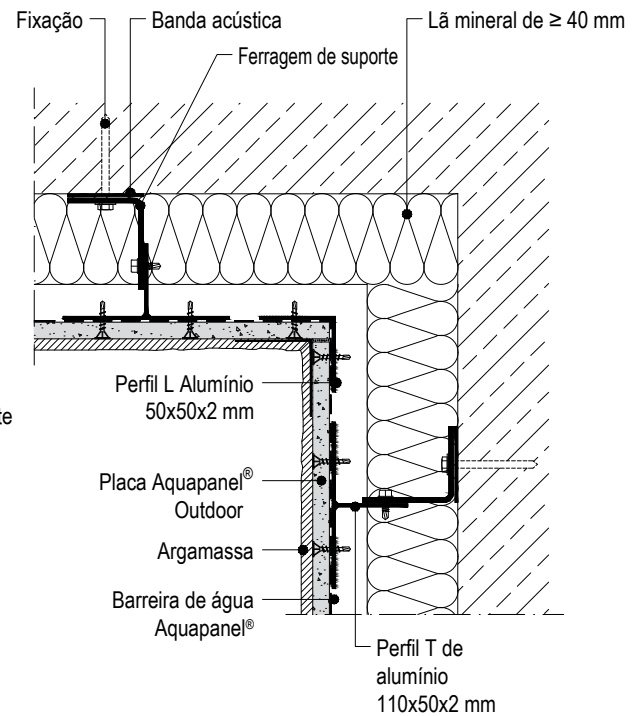 Fixação
Banda acústica
Lã mineral de ≥ 40 mm
Ferragem de suporte
Perfil L Alumínio
50x50x2 mm
te
Placa Aquapanel®
Outdoor
Argamassa
Barreira de água
Aquapanel®
Perfil T de
alumínio
110x50x2 mm